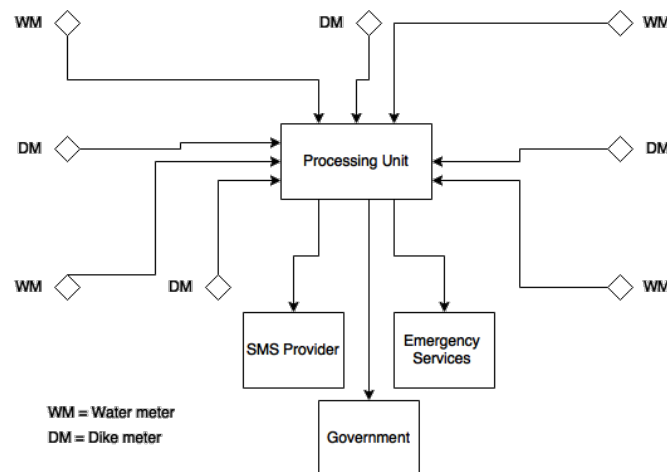 WM
DM
WM
DM
Processing Unit
DM
WM
DM
WM
SMS Provider
Emergency
Services
WM = Water meter
DM = Dike meter
Government